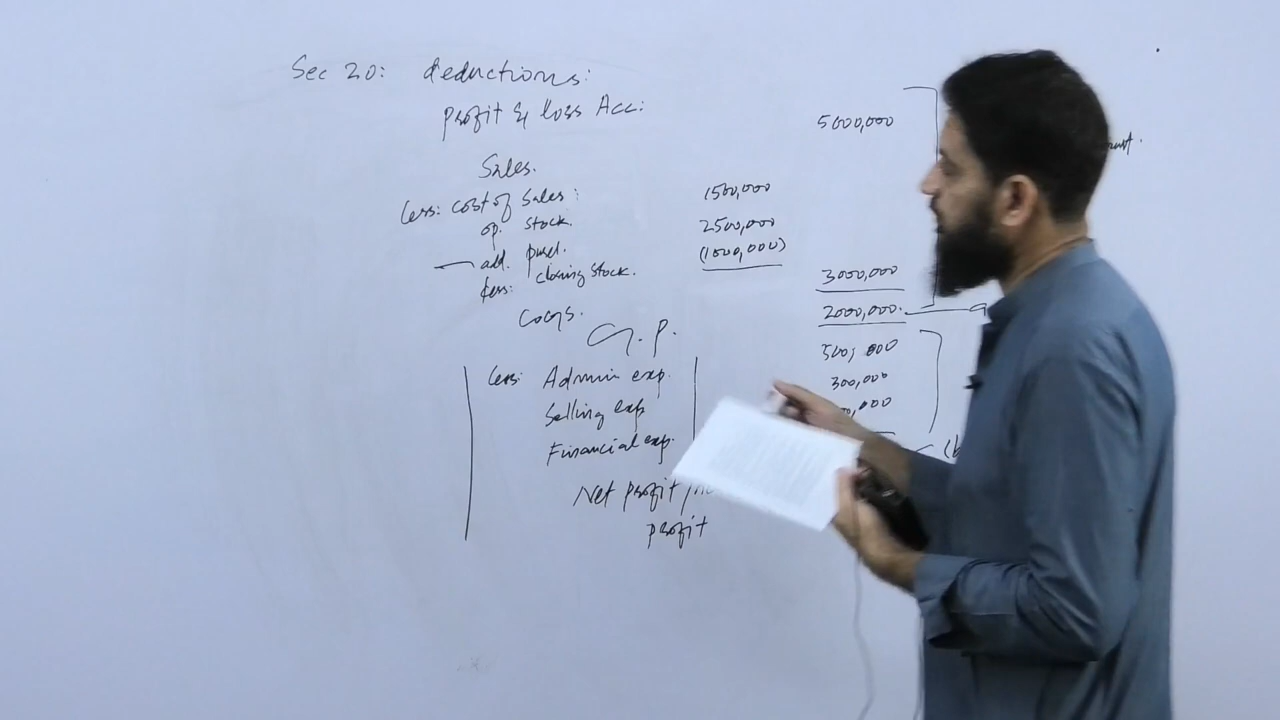 Sec 20: deductions:
Profit & loss Acc:
Sales. 5000,000
Less: cost of Sales:
op. stock. 1500,000
add. purd. 2500,000
Less: closing stock. (1000,000)
COGS. 3000,000
G.P. 2000,000.
Less: Admin exp. 500,000
Selling exp 300,000
Financial exp.
Net profit
profit